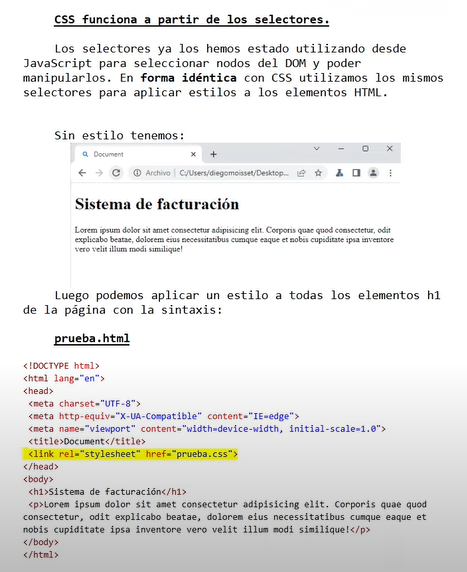 CSS funciona a partir de los selectores.
Los selectores ya los hemos estado utilizando desde
JavaScript para seleccionar nodos del DOM y poder
manipularlos. En forma idéntica con CSS utilizamos los mismos
selectores para aplicar estilos a los elementos HTML.
Sin estilo tenemos:
Document
Archivo | C:/Users/diegomoisset/Desktop...
Sistema de facturación
Lorem ipsum dolor sit amet consectetur adipisicing elit. Corporis quae quod consectetur, odit
explicabo beatae, dolorem eius necessitatibus cumque eaque et nobis cupiditate ipsa inventore
vero velit illum modi similique!
Luego podemos aplicar un estilo a todas los elementos h1
de la página con la sintaxis:
prueba.html
<!DOCTYPE html>
<html lang="en">
<head>
<meta charset="UTF-8">
<meta http-equiv="X-UA-Compatible" content="IE=edge">
<meta name="viewport" content="width=device-width, initial-scale=1.0">
<title>Document</title>
<link rel="stylesheet" href="prueba.css">
</head>
<body>
<h1>Sistema de facturación</h1>
<p>Lorem ipsum dolor sit amet consectetur adipisicing elit. Corporis quae quod
consectetur, odit explicabo beatae, dolorem eius necessitatibus cumque eaque et
nobis cupiditate ipsa inventore vero velit illum modi similique!</p>
</body>
</html>